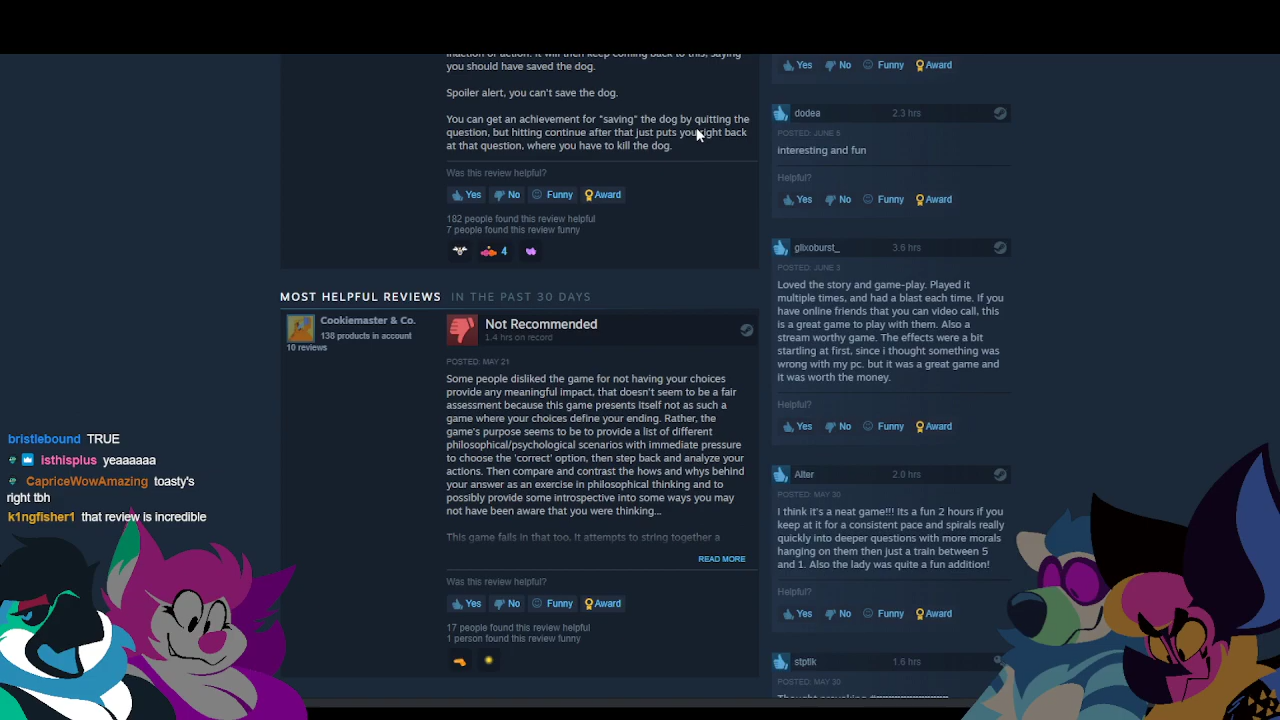 you should have saved the dog.
Spoiler alert, you can't save the dog.
You can get an achievement for "saving" the dog by quitting the
question, but hitting continue after that just puts you right back
at that question, where you have to kill the dog.
Was this review helpful?
Yes No Funny Award
182 people found this review helpful
7 people found this review funny
4
MOST HELPFUL REVIEWS IN THE PAST 30 DAYS
Cookiemaster & Co.
138 products in account
10 reviews
Not Recommended
1.4 hrs on record
POSTED: MAY 21
Some people disliked the game for not having your choices
provide any meaningful impact, that doesn't seem to be a fair
assessment because this game presents itself not as such a
game where your choices define your ending. Rather, the
game's purpose seems to be to provide a list of different
philosophical/psychological scenarios with immediate pressure
to choose the 'correct' option, then step back and analyze your
actions. Then compare and contrast the hows and whys behind
your answer as an exercise in philosophical thinking and to
possibly provide some introspective into some ways you may
not have been aware that you were thinking...
This game fails in that too. It attempts to string together a
READ MORE
Was this review helpful?
Yes No Funny Award
17 people found this review helpful
1 person found this review funny
Yes No Funny Award
dodea 2.3 hrs
POSTED: JUNE 5
interesting and fun
Helpful?
Yes No Funny Award
glixoburst_ 3.6 hrs
POSTED: JUNE 3
Loved the story and game-play. Played it
multiple times, and had a blast each time. If you
have online friends that you can video call, this
is a great game to play with them. Also a
stream worthy game. The effects were a bit
startling at first, since i thought something was
wrong with my pc. but it was a great game and
it was worth the money.
Helpful?
Yes No Funny Award
Alter 2.0 hrs
POSTED: MAY 30
I think it's a neat game!!! Its a fun 2 hours if you
keep at it for a consistent pace and spirals really
quickly into deeper questions with more morals
hanging on them then just a train between 5
and 1. Also the lady was quite a fun addition!
Helpful?
Yes No Funny Award
stptlk 1.6 hrs
POSTED: MAY 30
bristlebound TRUE
isthisplus yeaaaaa
CapriceWowAmazing toasty's
right tbh
k1ngfisher1 that review is incredible